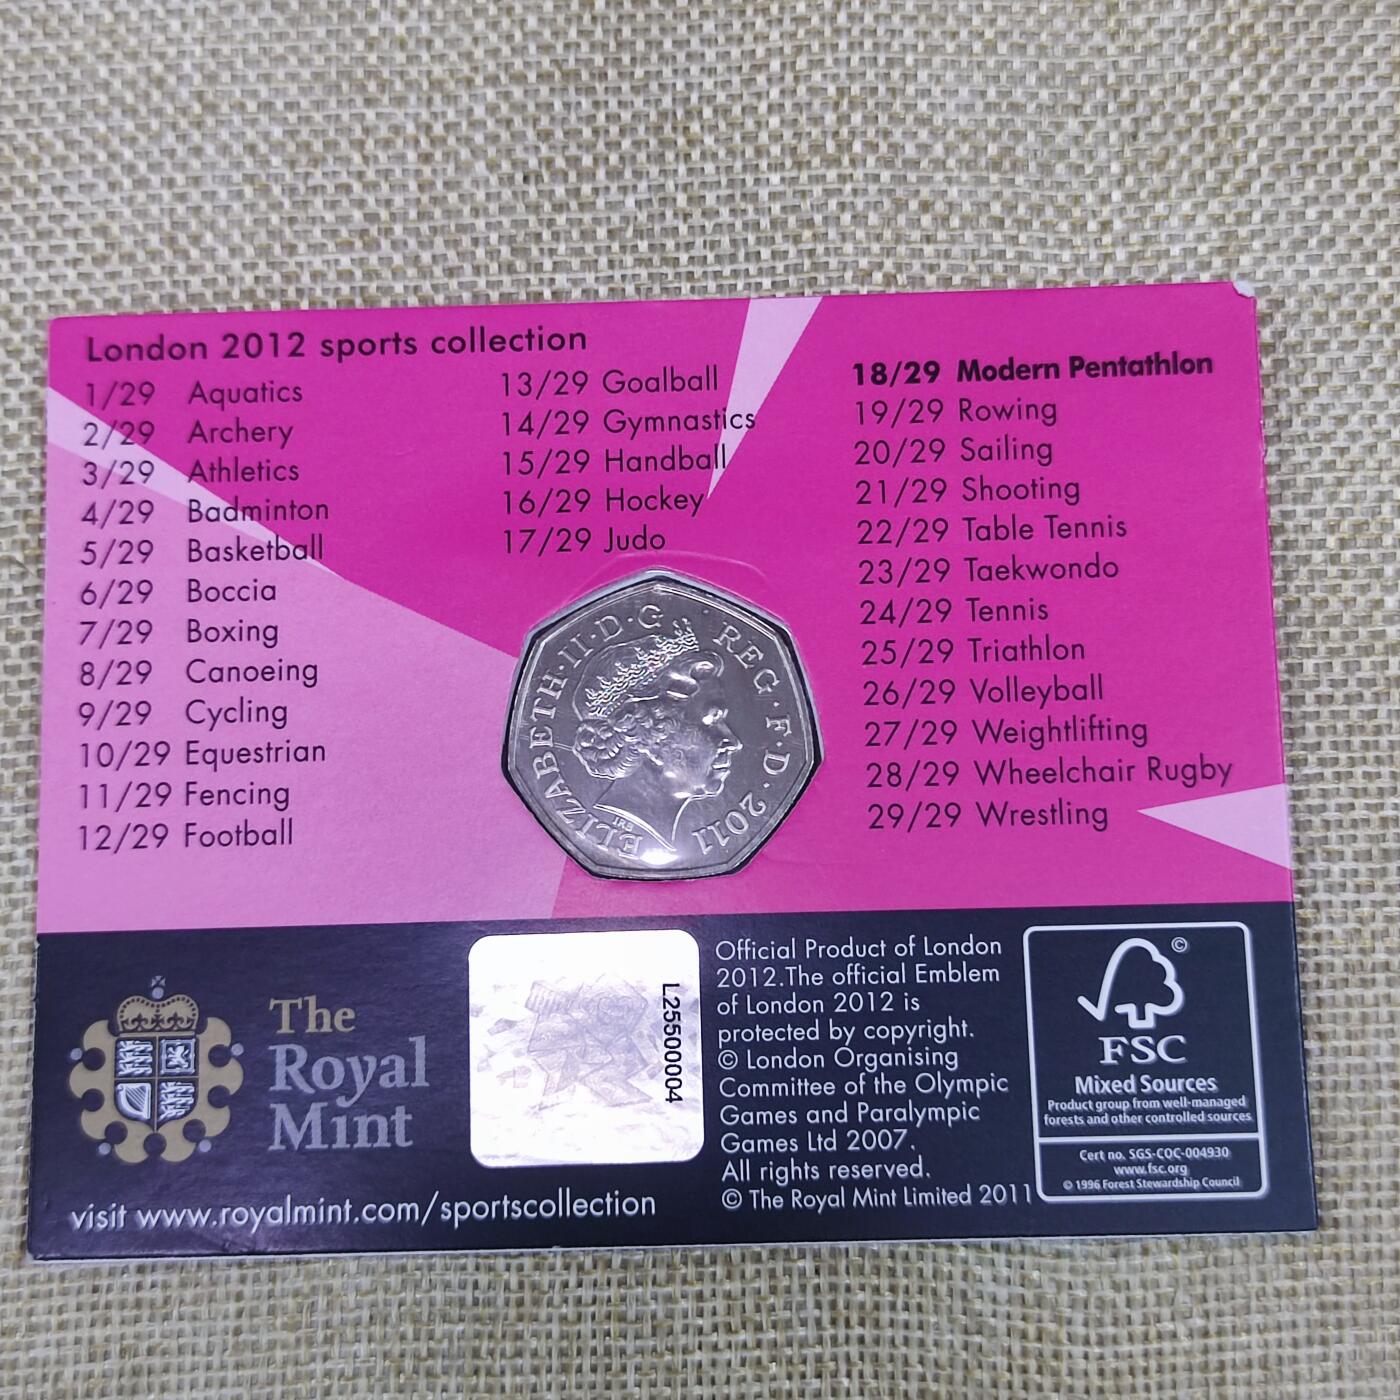 London 2012 sports collection
1/29 Aquatics
2/29 Archery
3/29 Athletics
4/29 Badminton
5/29 Basketball
6/29 Boccia
7/29 Boxing
8/29 Canoeing
9/29 Cycling
10/29 Equestrian
11/29 Fencing
12/29 Football
13/29 Goalball
14/29 Gymnastics
15/29 Handball
16/29 Hockey
17/29 Judo
18/29 Modern Pentathlon
19/29 Rowing
20/29 Sailing
21/29 Shooting
22/29 Table Tennis
23/29 Taekwondo
24/29 Tennis
25/29 Triathlon
26/29 Volleyball
27/29 Weightlifting
28/29 Wheelchair Rugby
29/29 Wrestling
ELIZABETH·II·D·G REG·F·D·2011
IRB
The
Royal
Mint
visit www.royalmint.com/sportscollection
L25500004
Official Product of London
2012.The official Emblem
of London 2012 is
protected by copyright.
© London Organising
Committee of the Olympic
Games and Paralympic
Games Ltd 2007.
All rights reserved.
© The Royal Mint Limited 2011
©
FSC
Mixed Sources
Product group from well-managed
forests and other controlled sources
Cert no. SGS-COC-004930
www.fsc.org
© 1996 Forest Stewardship Council